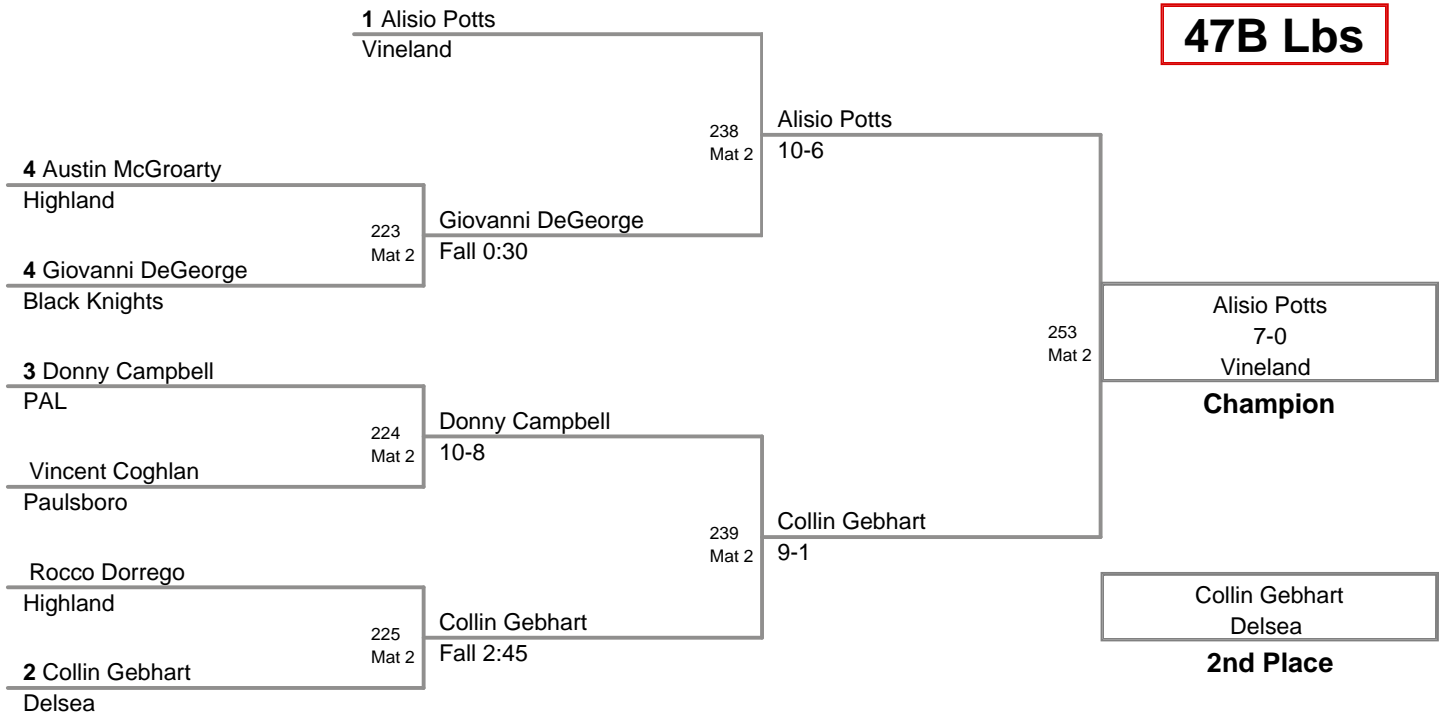 1 Alisio Potts
Vineland
47B Lbs
238
Mat 2
Alisio Potts
10-6
4 Austin McGroarty
Highland
223
Mat 2
Giovanni DeGeorge
Fall 0:30
4 Giovanni DeGeorge
Black Knights
253
Mat 2
Alisio Potts
7-0
Vineland
Champion
3 Donny Campbell
PAL
224
Mat 2
Donny Campbell
10-8
Vincent Coghlan
Paulsboro
239
Mat 2
Collin Gebhart
9-1
Rocco Dorrego
Highland
225
Mat 2
Collin Gebhart
Fall 2:45
2 Collin Gebhart
Delsea
Collin Gebhart
Delsea
2nd Place